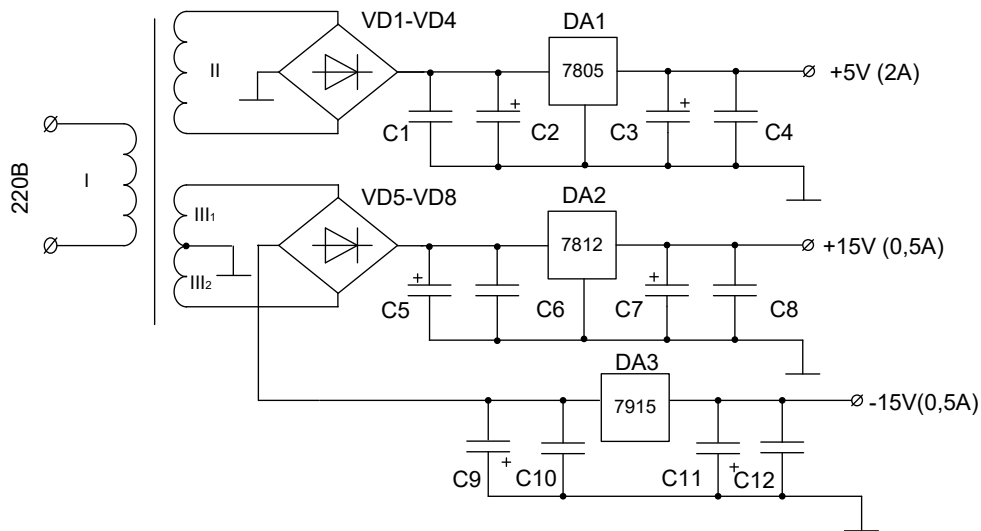 VD1-VD4
DA1
II
7805
+5V (2A)
C1
C2
C3
C4
220В
I
VD5-VD8
DA2
III1
7812
+15V (0,5A)
III2
C5
C6
C7
C8
DA3
7915
-15V(0,5A)
C9
C10
C11
C12
+
+
+
+
+
+